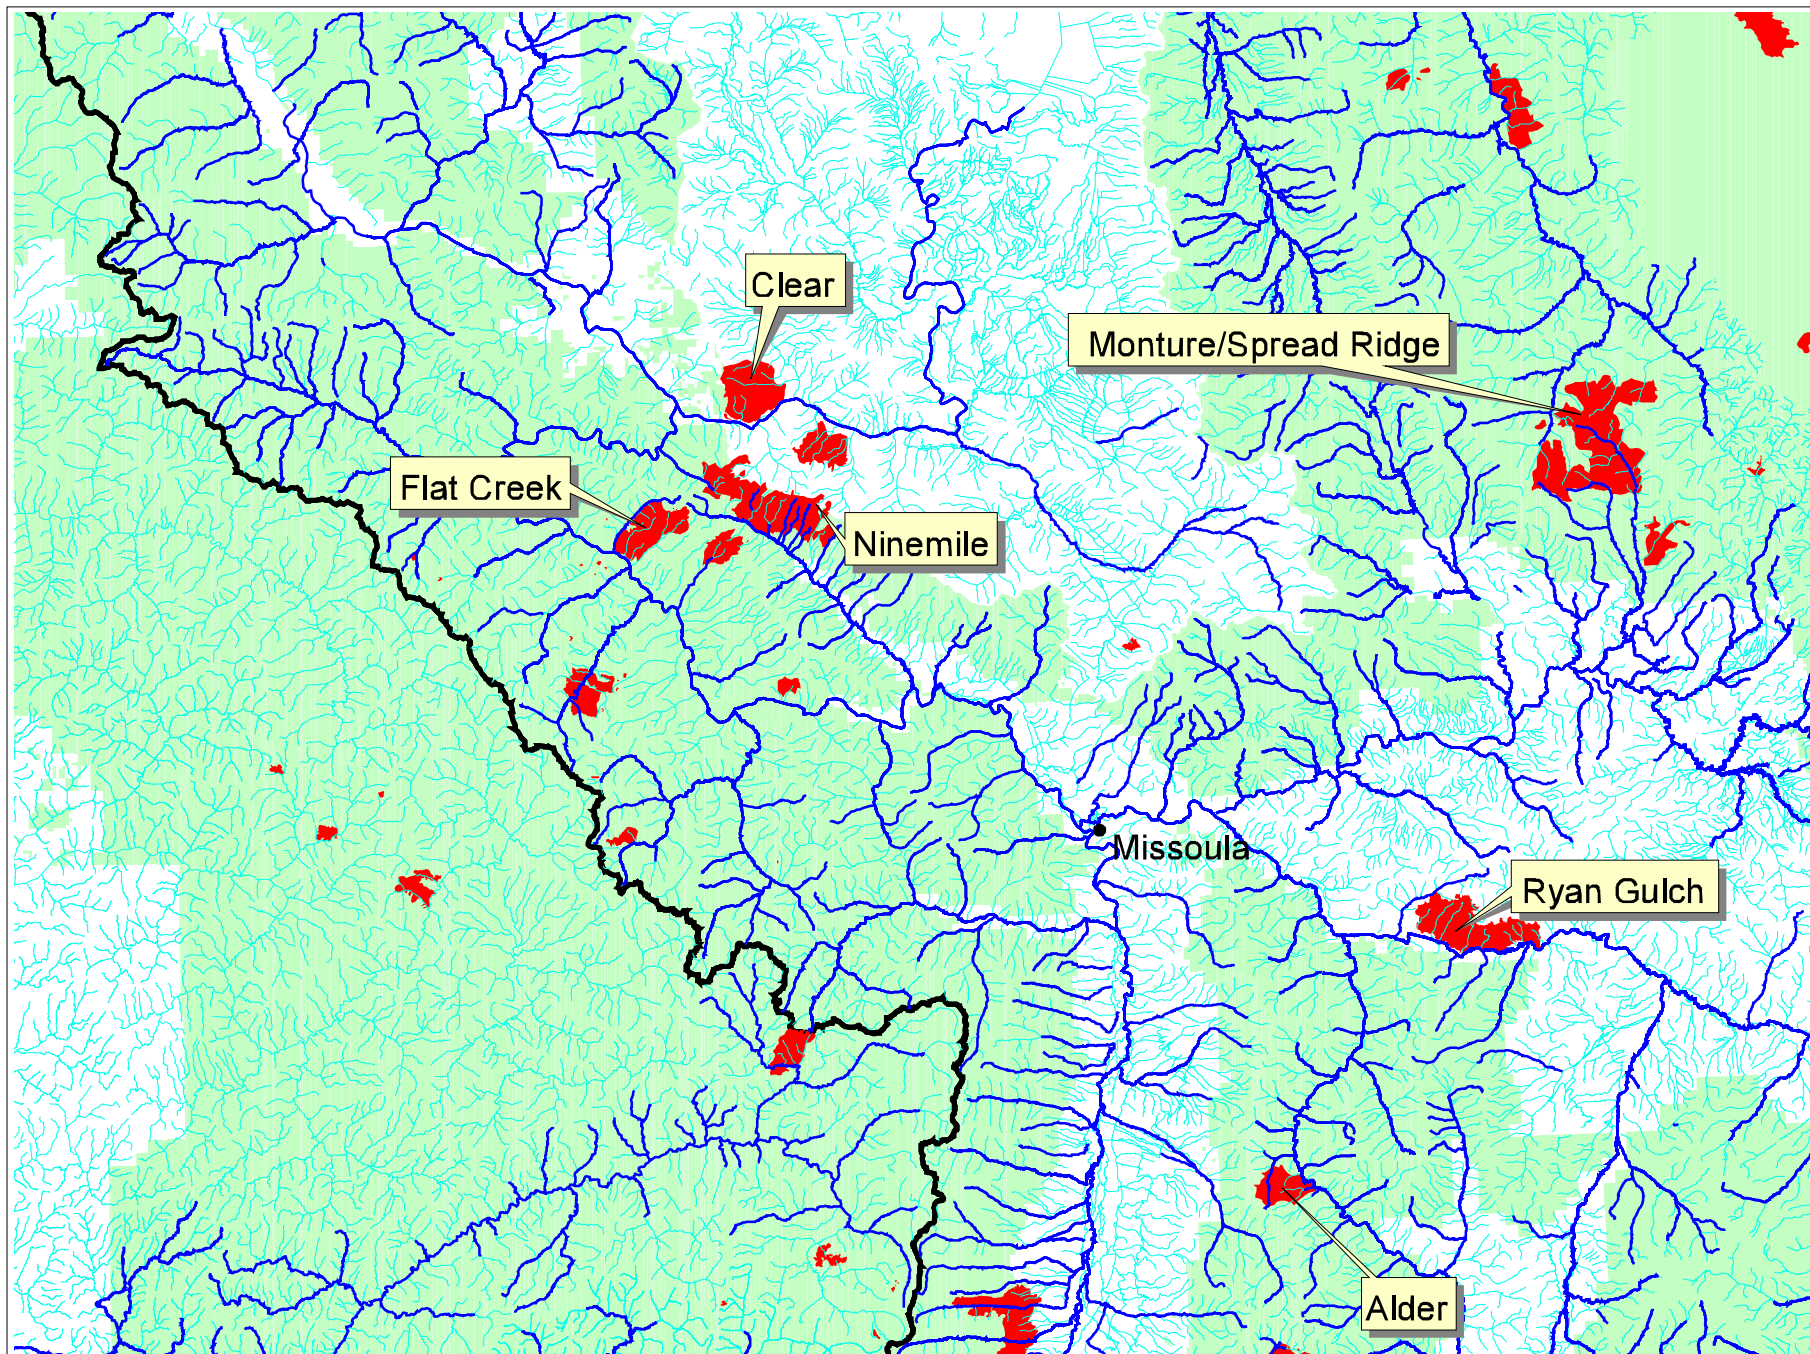 Clear
Monture/Spread Ridge
Flat Creek
Ninemile
Missoula
Ryan Gulch
Alder